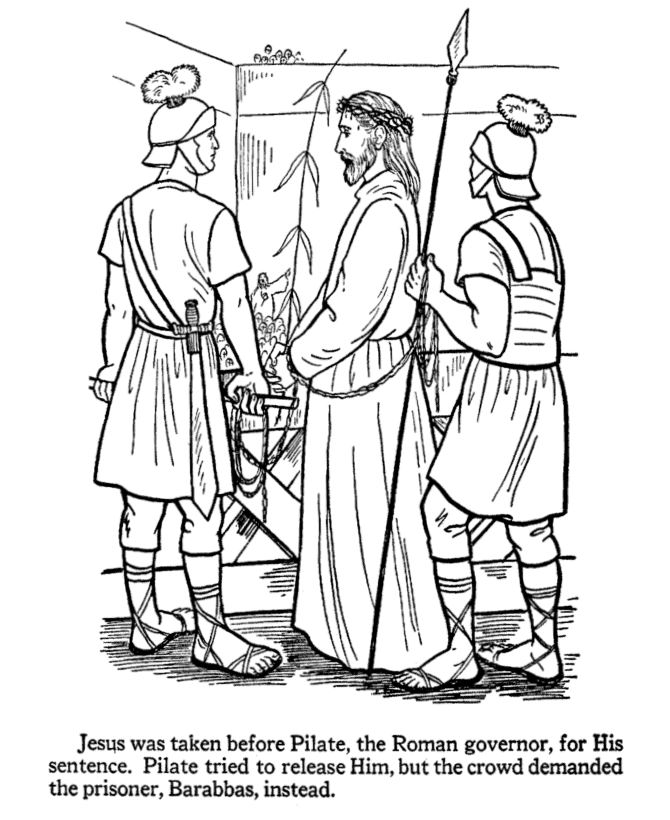 Jesus was taken before Pilate, the Roman governor, for His
sentence. Pilate tried to release Him, but the crowd demanded
the prisoner, Barabbas, instead.